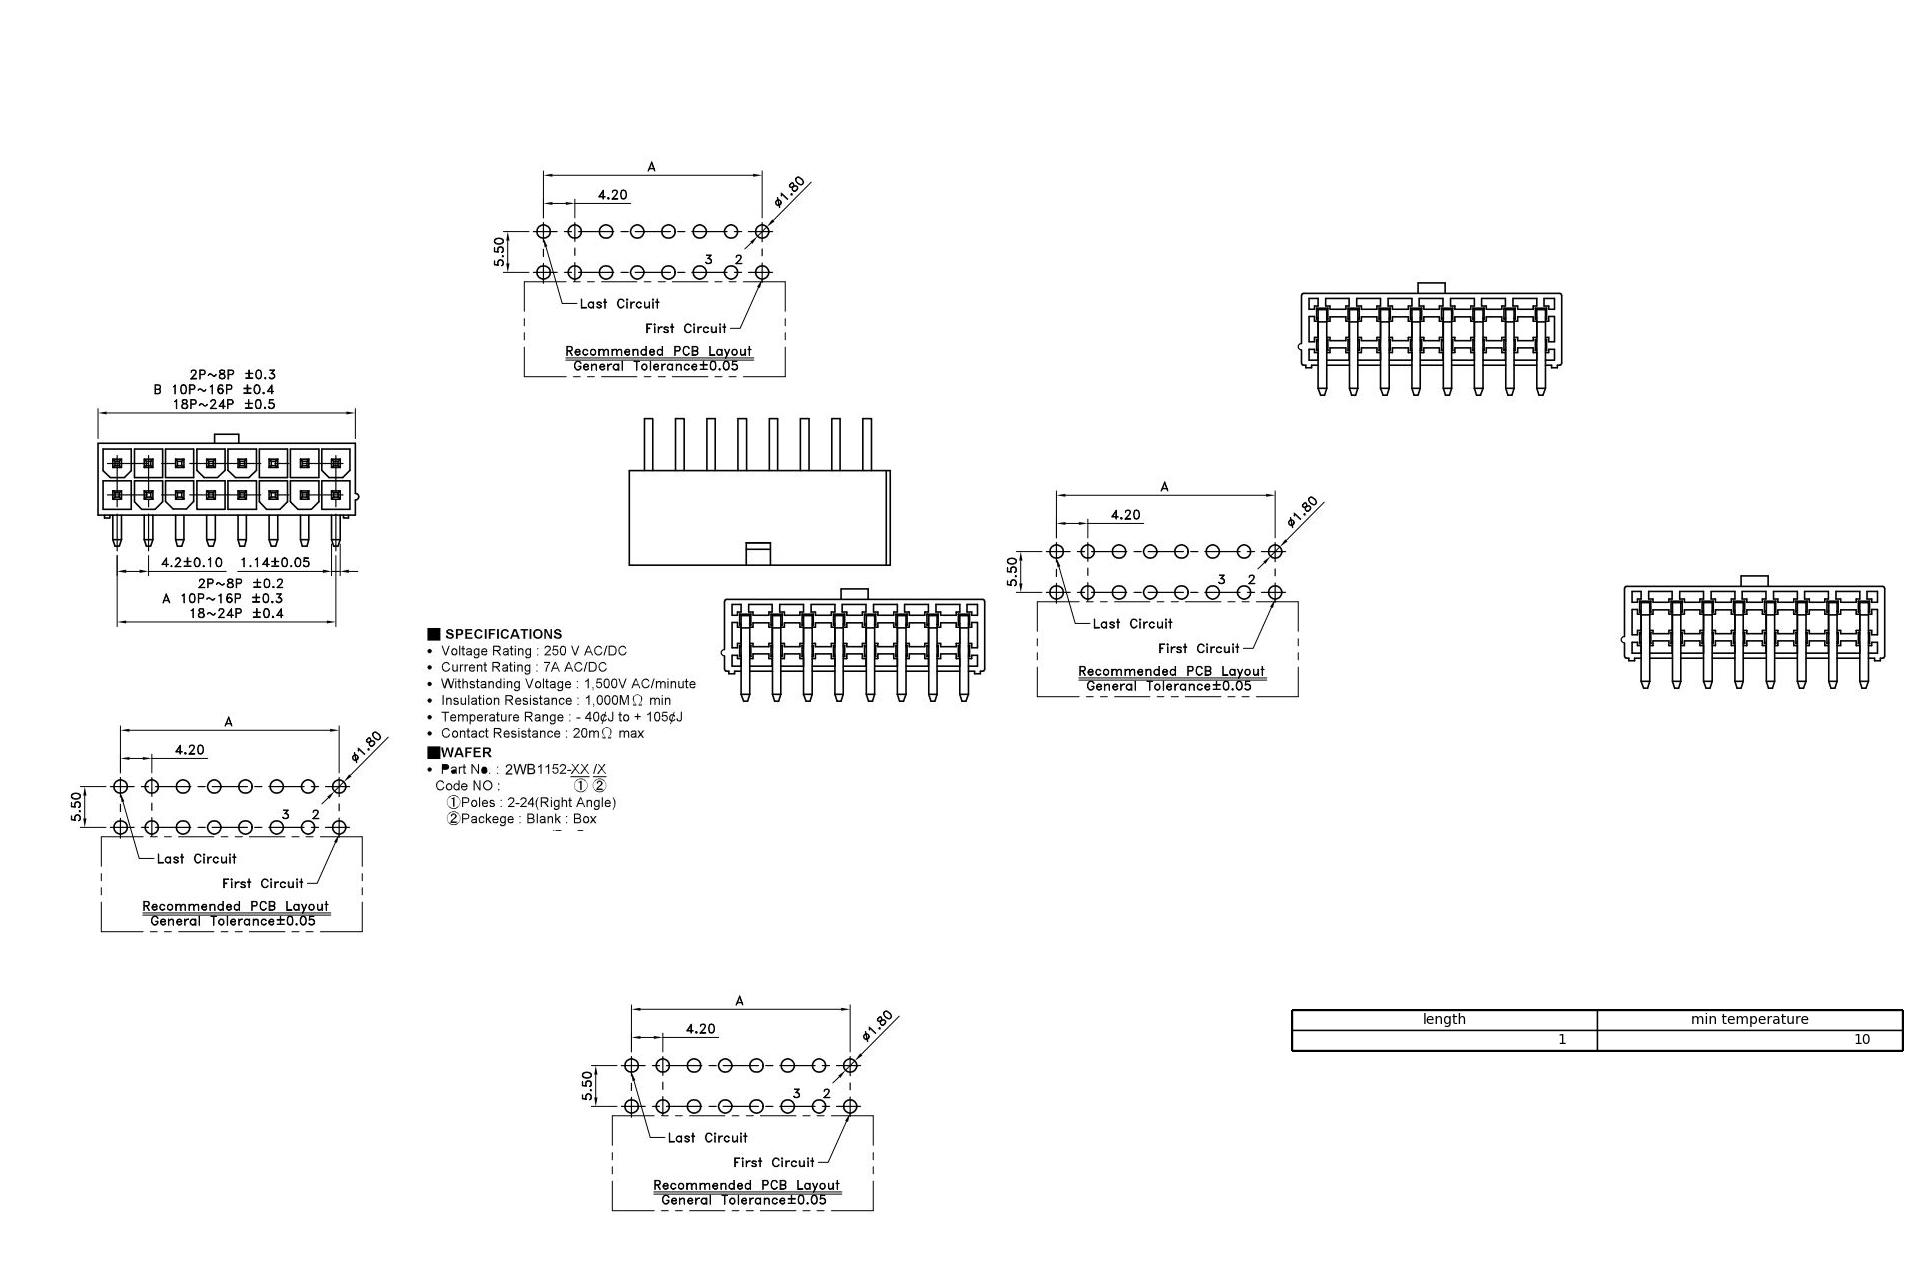 A
4.20
ø1.80
5.50
3 2
Last Circuit
First Circuit
Recommended PCB Layout
General Tolerance±0.05
2P~8P ±0.3
B 10P~16P ±0.4
18P~24P ±0.5
4.2±0.10 1.14±0.05
2P~8P ±0.2
A 10P~16P ±0.3
18~24P ±0.4
A
4.20
ø1.80
5.50
3 2
Last Circuit
First Circuit
Recommended PCB Layout
General Tolerance±0.05
■ SPECIFICATIONS
• Voltage Rating : 250 V AC/DC
• Current Rating : 7A AC/DC
• Withstanding Voltage : 1,500V AC/minute
• Insulation Resistance : 1,000MΩ min
• Temperature Range : - 40¢J to + 105¢J
• Contact Resistance : 20mΩ max
■WAFER
• Part No. : 2WB1152-XX /X
Code NO : ① ②
①Poles : 2-24(Right Angle)
②Packege : Blank : Box
A
4.20
ø1.80
5.50
3 2
Last Circuit
First Circuit
Recommended PCB Layout
General Tolerance±0.05
A
4.20
ø1.80
5.50
3 2
Last Circuit
First Circuit
Recommended PCB Layout
General Tolerance±0.05
length min temperature
1 10